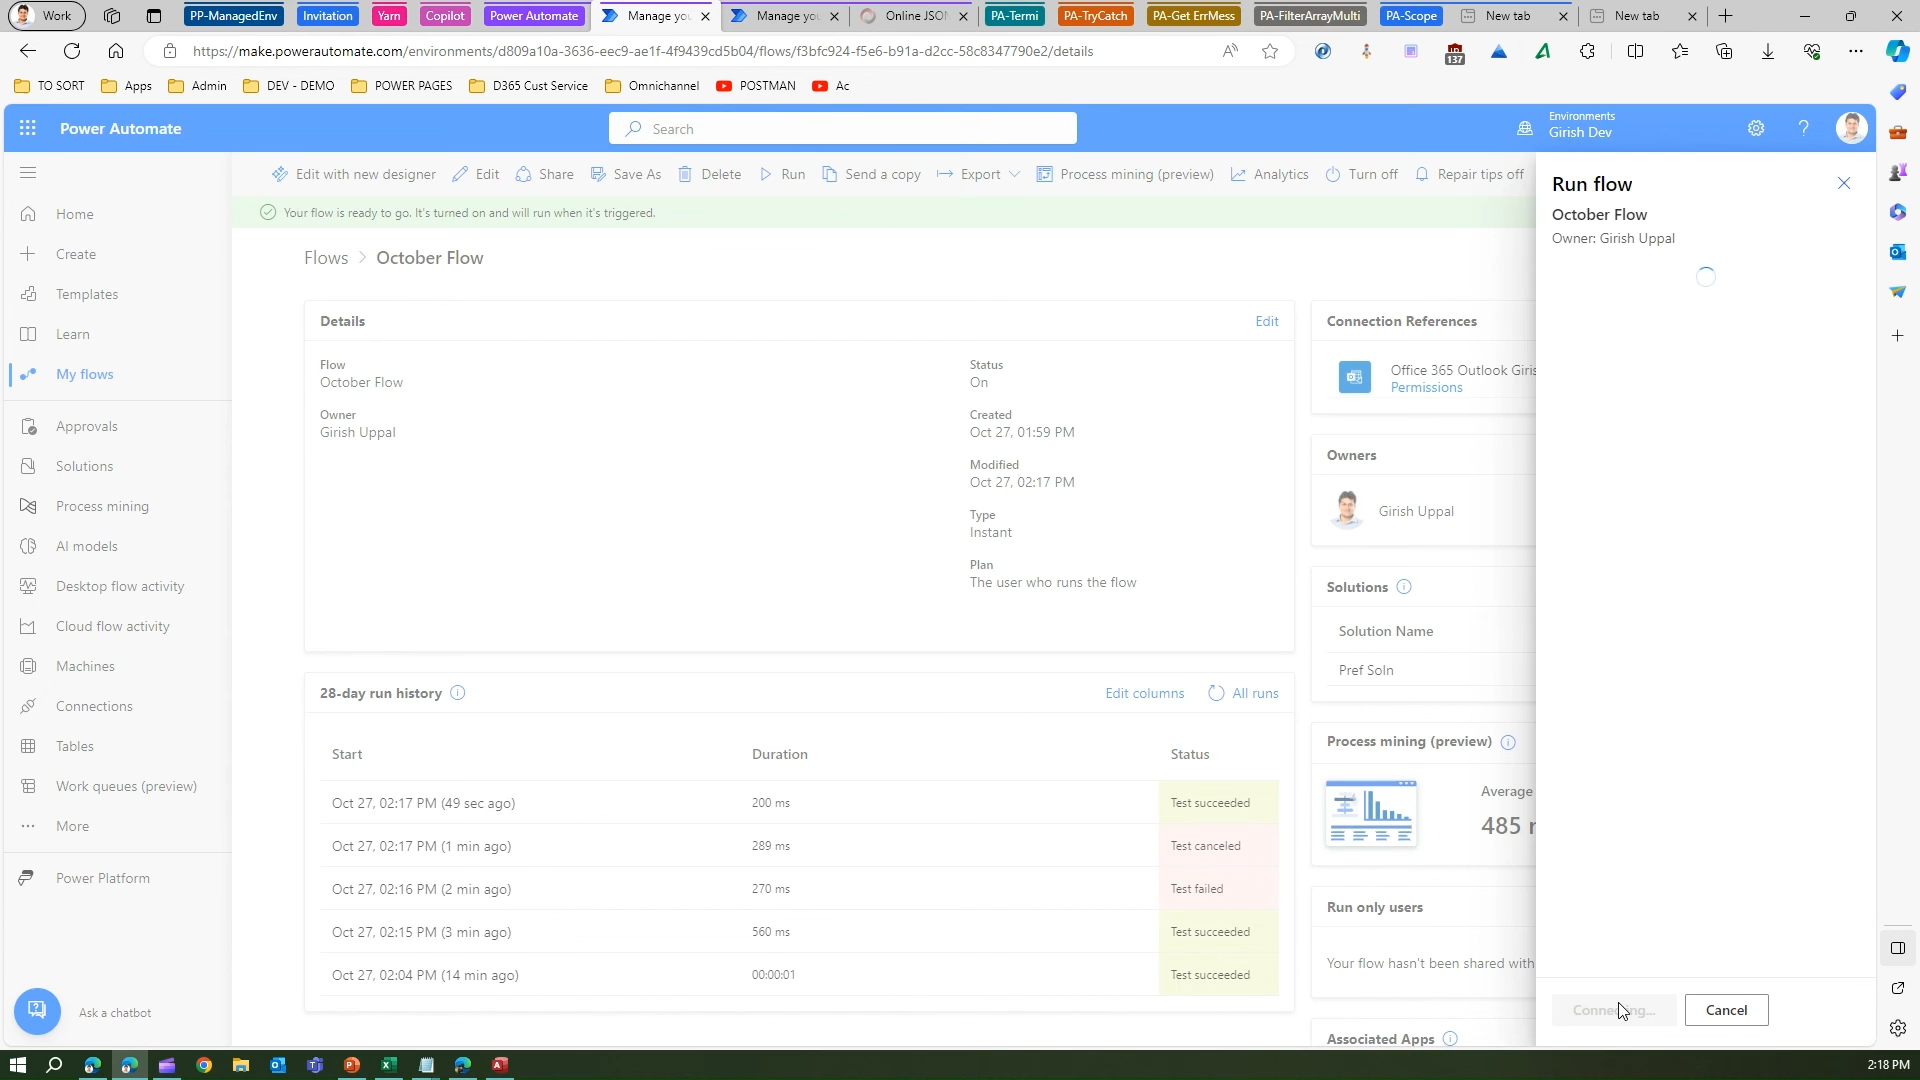 Work
PP-ManagedEnv
Invitation
Yarn
Copilot
Power Automate
Manage you
Manage you
Online JSO
PA-Termi
PA-TryCatch
PA-Get ErrMess
PA-FilterArrayMulti
PA-Scope
New tab
New tab
https://make.powerautomate.com/environments/d809a10a-3636-eec9-ae1f-4f9439cd5b04/flows/f3bfc924-f5e6-b91a-d2cc-58c8347790e2/details
137
TO SORT
Apps
Admin
DEV - DEMO
POWER PAGES
D365 Cust Service
Omnichannel
POSTMAN
Ac
Power Automate
Search
Environments
Girish Dev
Edit with new designer
Edit
Share
Save As
Delete
Run
Send a copy
Export
Process mining (preview)
Analytics
Turn off
Repair tips off
Your flow is ready to go. It's turned on and will run when it's triggered.
Home
Create
Templates
Learn
My flows
Approvals
Solutions
Process mining
AI models
Desktop flow activity
Cloud flow activity
Machines
Connections
Tables
Work queues (preview)
More
Power Platform
Ask a chatbot
Flows > October Flow
Details
Edit
Flow
October Flow
Owner
Girish Uppal
Status
On
Created
Oct 27, 01:59 PM
Modified
Oct 27, 02:17 PM
Type
Instant
Plan
The user who runs the flow
28-day run history
Edit columns
All runs
Start Duration Status
Oct 27, 02:17 PM (49 sec ago) 200 ms Test succeeded
Oct 27, 02:17 PM (1 min ago) 289 ms Test canceled
Oct 27, 02:16 PM (2 min ago) 270 ms Test failed
Oct 27, 02:15 PM (3 min ago) 560 ms Test succeeded
Oct 27, 02:04 PM (14 min ago) 00:00:01 Test succeeded
Connection References
Office 365 Outlook Giris
Permissions
Owners
Girish Uppal
Solutions
Solution Name
Pref Soln
Process mining (preview)
Average
485
Run only users
Your flow hasn't been shared with
Associated Apps
Run flow
October Flow
Owner: Girish Uppal
Cancel
2:18 PM